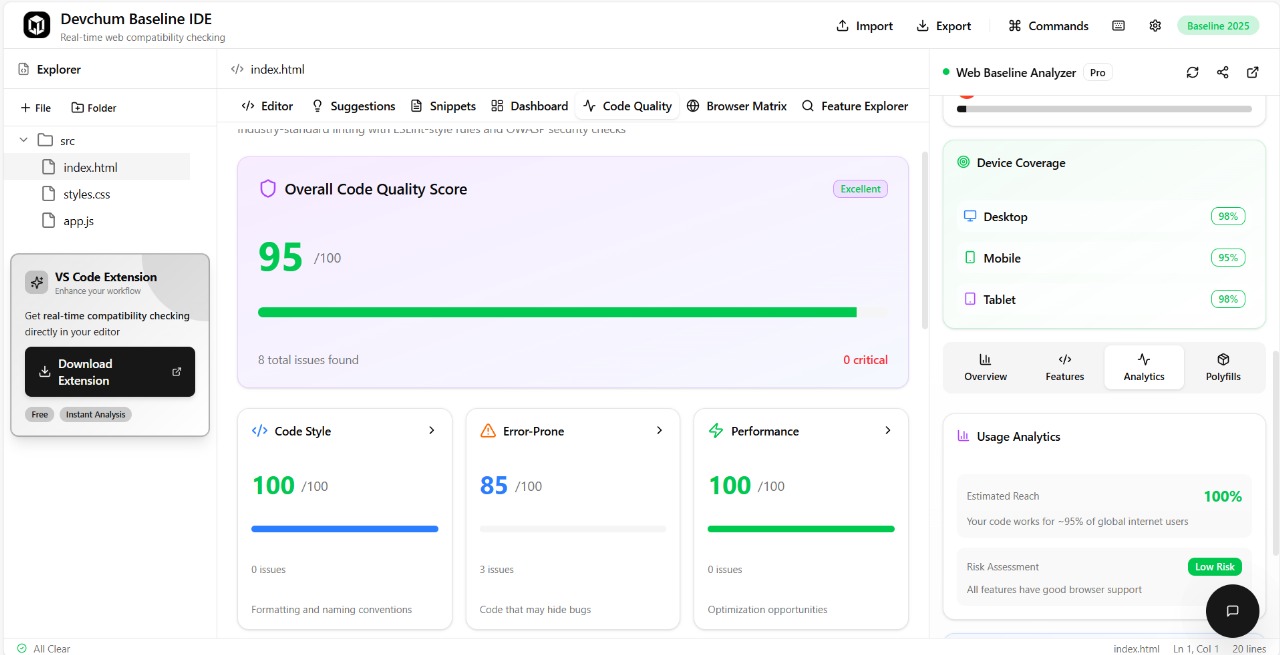 Devchum Baseline IDE
Real-time web compatibility checking
Import
Export
Commands
Baseline 2025
Explorer
index.html
Web Baseline Analyzer
Pro
File
Folder
Editor
Suggestions
Snippets
Dashboard
Code Quality
Browser Matrix
Feature Explorer
src
index.html
styles.css
app.js
VS Code Extension
Enhance your workflow
Get real-time compatibility checking
directly in your editor
Download
Extension
Free
Instant Analysis
industry-standard linting with ESLint-style rules and OWASP security checks
Overall Code Quality Score
Excellent
95 /100
8 total issues found
0 critical
Code Style
100 /100
0 issues
Formatting and naming conventions
Error-Prone
85 /100
3 issues
Code that may hide bugs
Performance
100 /100
0 issues
Optimization opportunities
Device Coverage
Desktop
98%
Mobile
95%
Tablet
98%
Overview
Features
Analytics
Polyfills
Usage Analytics
Estimated Reach
100%
Your code works for ~95% of global internet users
Risk Assessment
Low Risk
All features have good browser support
All Clear
index.html
Ln 1, Col 1
20 lines